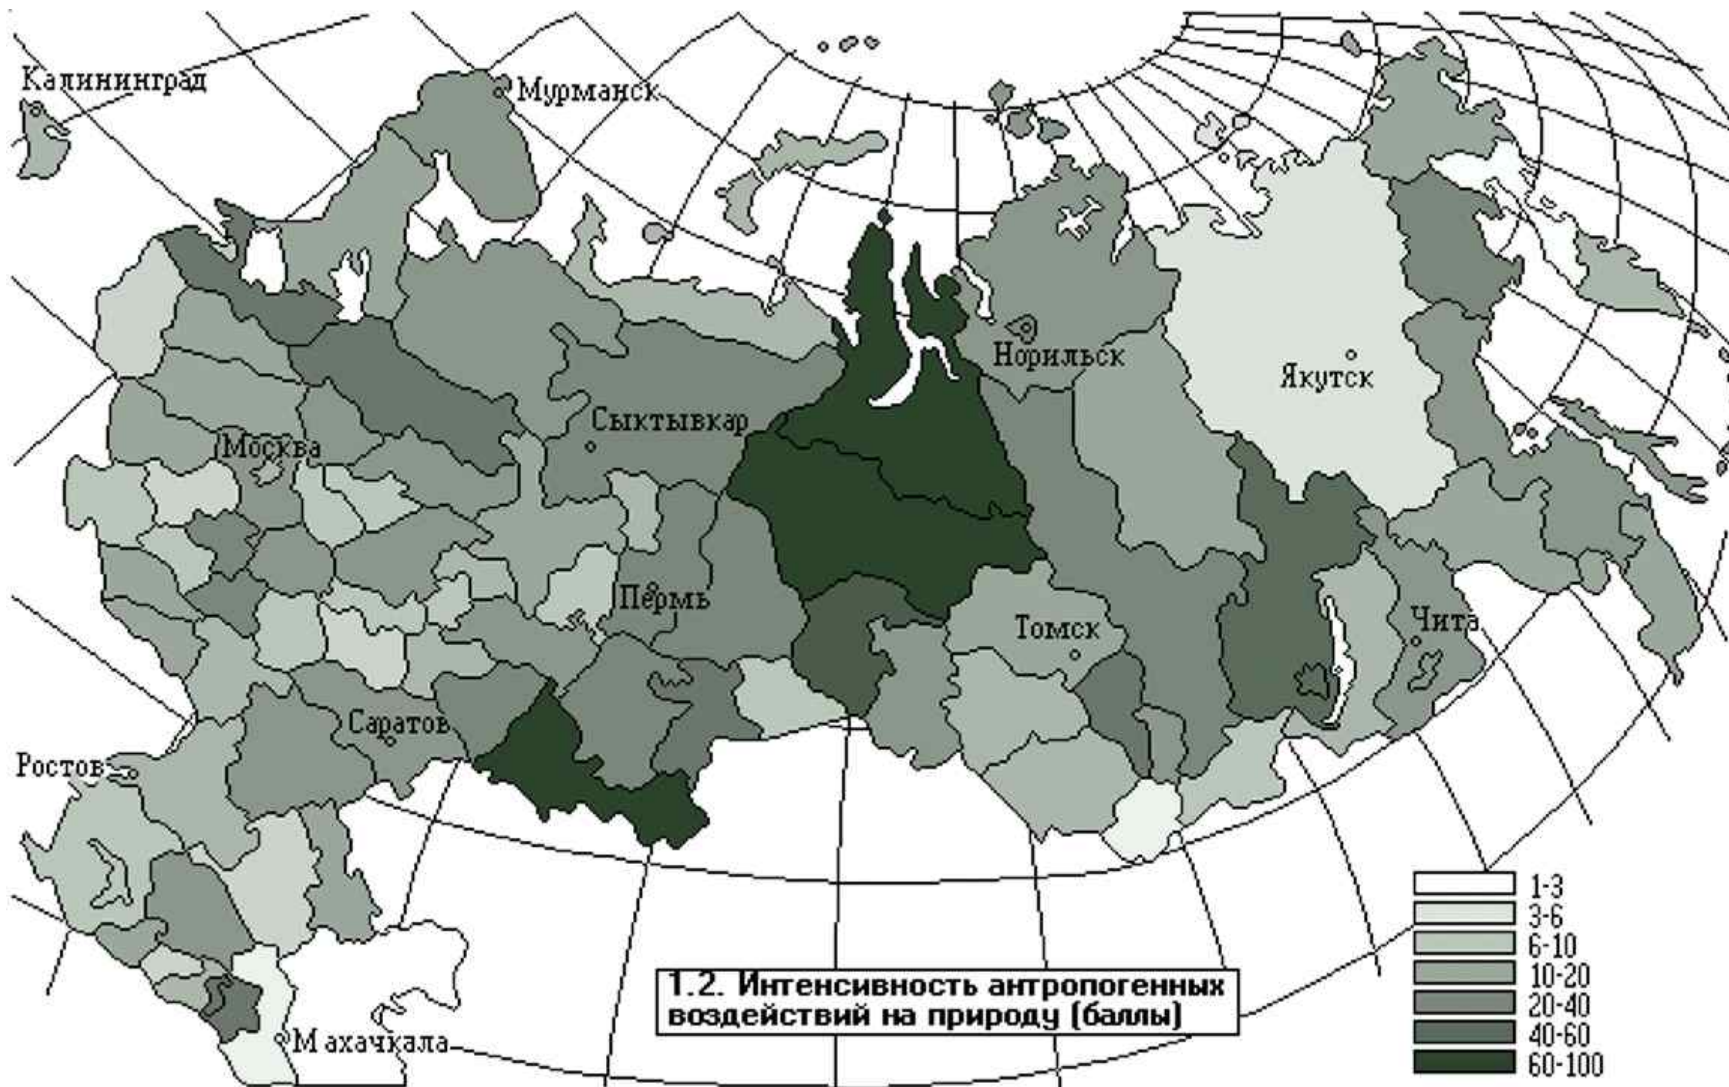 Калининград
Мурманск
Норильск
Якутск
Сыктывкар
Москва
Пермь
Томск
Чита
Саратов
Ростов
Махачкала
1.2. Интенсивность антропогенных
воздействий на природу (баллы)
1-3
3-6
6-10
10-20
20-40
40-60
60-100